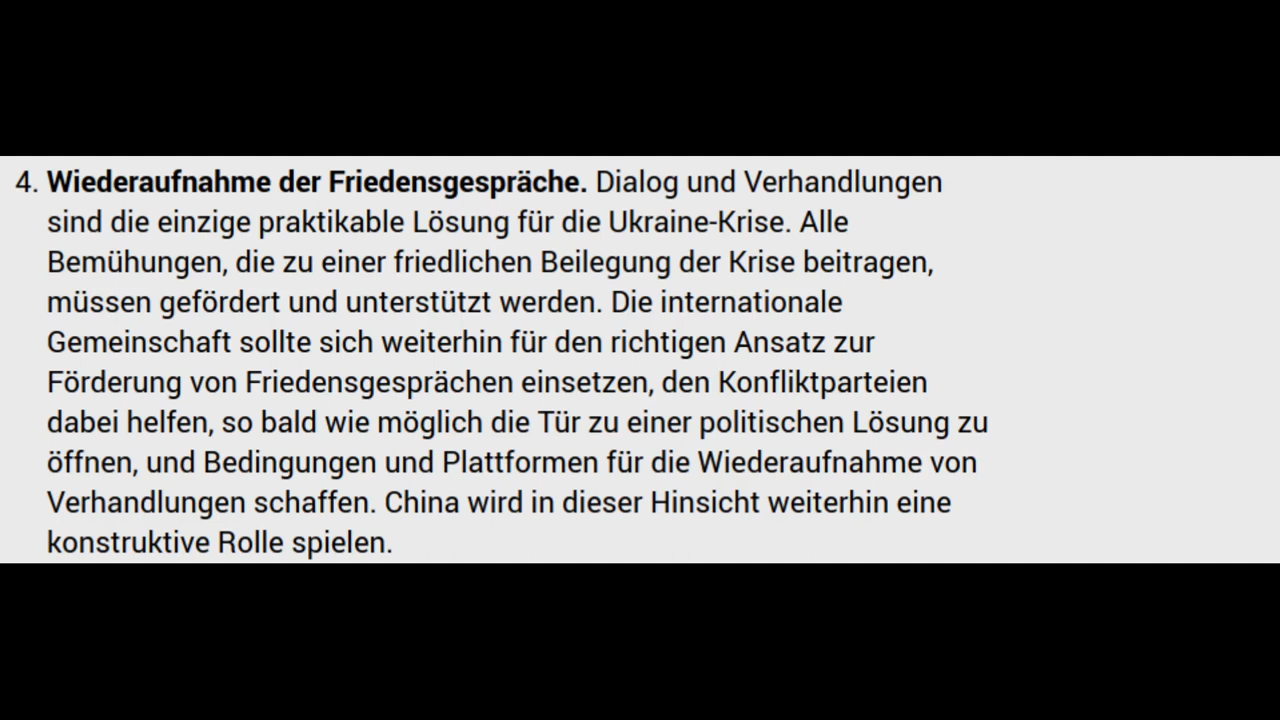 4. Wiederaufnahme der Friedensgespräche. Dialog und Verhandlungen
sind die einzige praktikable Lösung für die Ukraine-Krise. Alle
Bemühungen, die zu einer friedlichen Beilegung der Krise beitragen,
müssen gefördert und unterstützt werden. Die internationale
Gemeinschaft sollte sich weiterhin für den richtigen Ansatz zur
Förderung von Friedensgesprächen einsetzen, den Konfliktparteien
dabei helfen, so bald wie möglich die Tür zu einer politischen Lösung zu
öffnen, und Bedingungen und Plattformen für die Wiederaufnahme von
Verhandlungen schaffen. China wird in dieser Hinsicht weiterhin eine
konstruktive Rolle spielen.